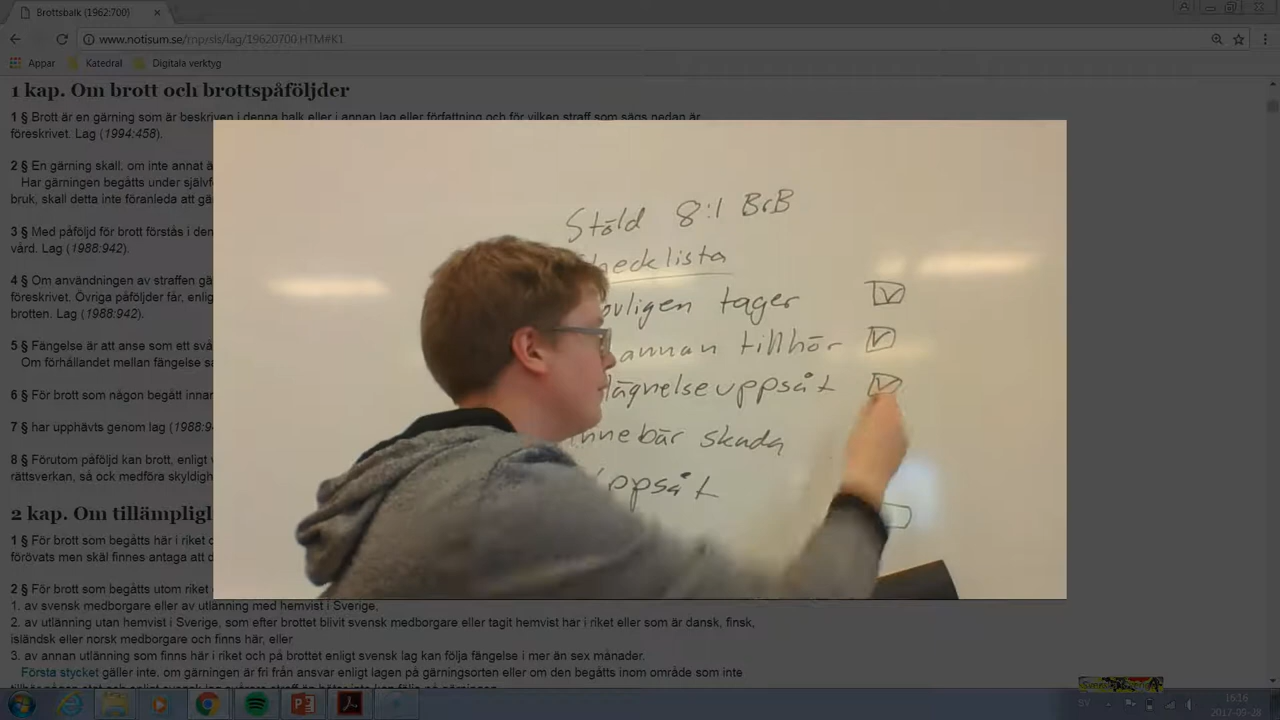 Brottsbalk (1962:700)
www.notisum.se/rnp/sls/lag/19620700.HTM#K1
Appar Katedral Digitala verktyg
1 kap. Om brott och brottspåföljder
1 § Brott är en gärning som är beskriven i denna balk eller i annan lag eller författning och för vilken straff som sägs nedan är
föreskrivet. Lag (1994:458).
2 § En gärning skall, om inte annat
Har gärningen begåtts under självf
bruk, skall detta inte föranleda att gä
3 § Med påföljd för brott förstås i den
vård. Lag (1988:942).
4 § Om användningen av straffen gä
föreskrivet. Övriga påföljder får, enlig
brotten. Lag (1988:942).
5 § Fängelse är att anse som ett svå
Om förhållandet mellan fängelse sa
6 § För brott som någon begått innan
7 § har upphävts genom lag (1988:9
8 § Förutom påföljd kan brott, enligt v
rättsverkan, så ock medföra skyldigh
2 kap. Om tillämpligl
1 § För brott som begåtts här i riket d
förövats men skäl finnes antaga att d
2 § För brott som begåtts utom riket
1. av svensk medborgare eller av utlänning med hemvist i Sverige,
2. av utlänning utan hemvist i Sverige, som efter brottet blivit svensk medborgare eller tagit hemvist här i riket eller som är dansk, finsk,
isländsk eller norsk medborgare och finns här, eller
3. av annan utlänning som finns här i riket och på brottet enligt svensk lag kan följa fängelse i mer än sex månader.
Första stycket gäller inte, om gärningen är fri från ansvar enligt lagen på gärningsorten eller om den begåtts inom område som inte
Stöld 8:1 BrB
hecklista
ovligen tager
annan tillhör
lägnelseuppsåt
innebär skada
ppsåt
SV
16:16
2017-09-28